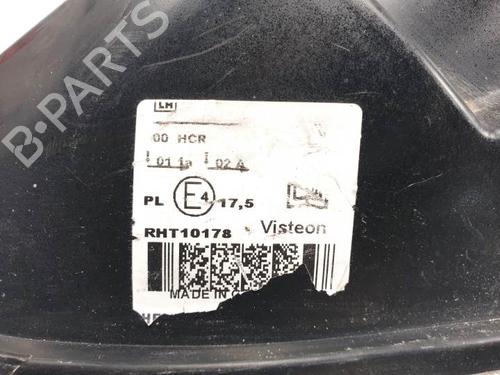 B-PARTS
LM
00 HCR
01 1a 02 A
PL E4 17,5
RHT10178 Visteon
MADE IN